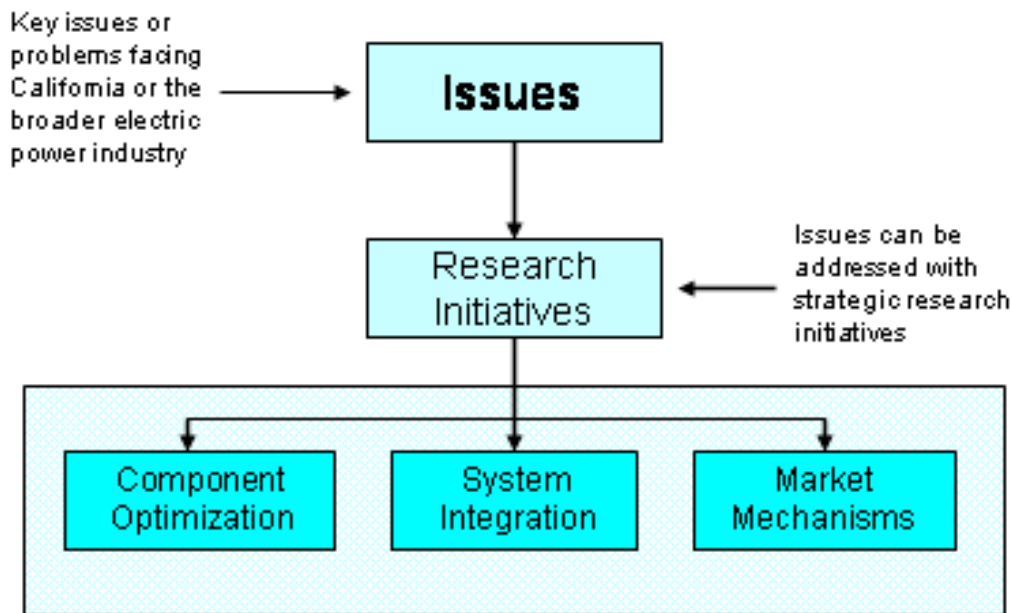 Key issues or
problems facing
California or the
broader electric
power industry
Issues
Research
Initiatives
Issues can be
addressed with
strategic research
initiatives
Component
Optimization
System
Integration
Market
Mechanisms